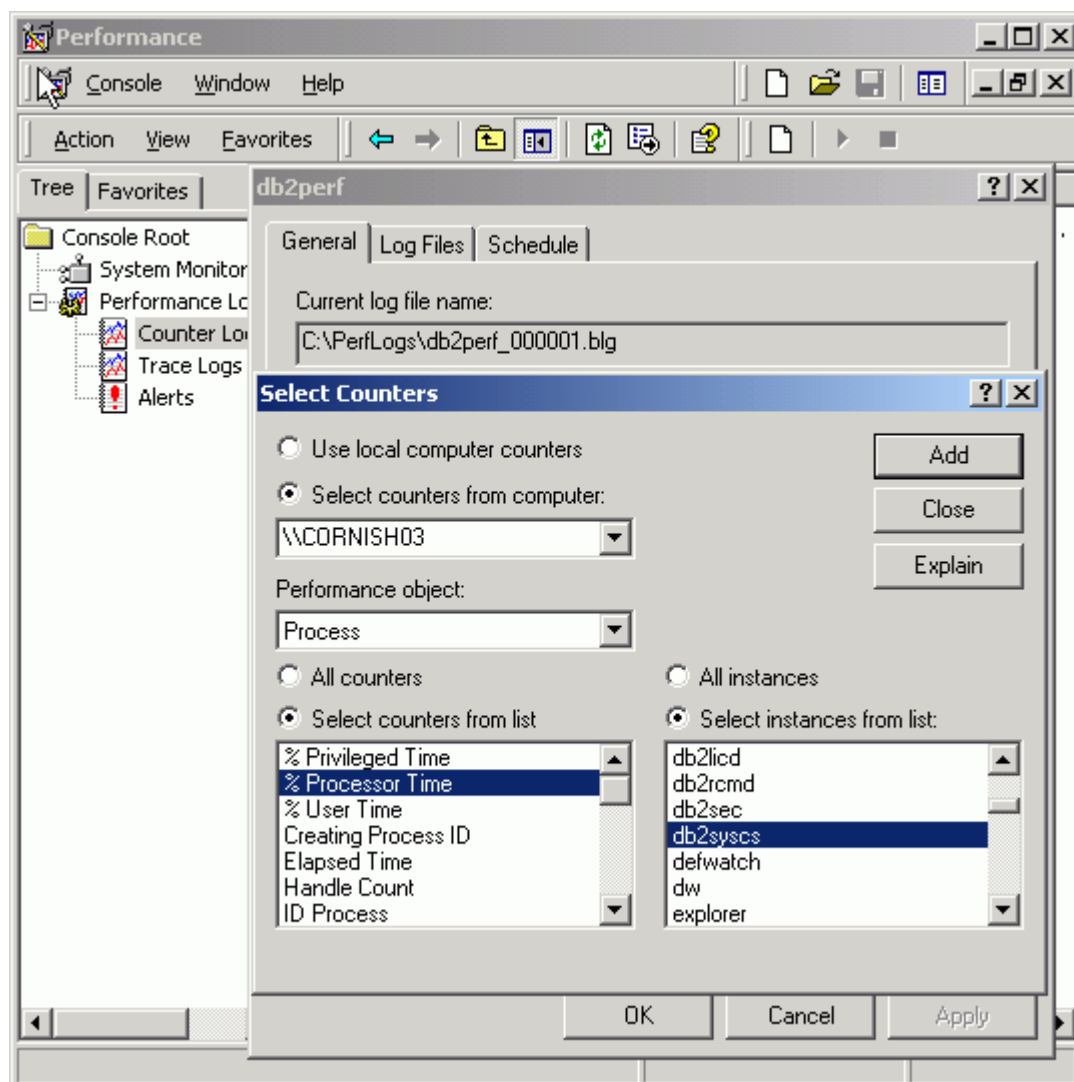 Performance
Console Window Help
Action View Favorites
Tree Favorites
Console Root
System Monitor
Performance Lo
Counter Lo
Trace Logs
Alerts
db2perf
General Log Files Schedule
Current log file name:
C:\PerfLogs\db2perf_000001.blg
Select Counters
Use local computer counters
Select counters from computer:
\\CORNISH03
Add
Close
Explain
Performance object:
Process
All counters
Select counters from list
% Privileged Time
% Processor Time
% User Time
Creating Process ID
Elapsed Time
Handle Count
ID Process
All instances
Select instances from list:
db2licd
db2rcmd
db2sec
db2syscs
defwatch
dw
explorer
OK Cancel Apply